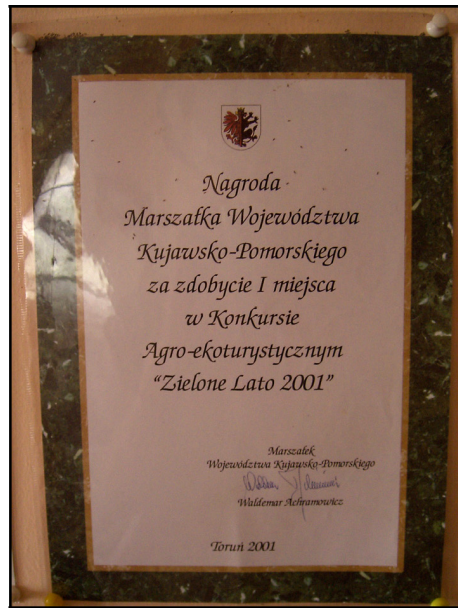 Nagroda
Marszałka Województwa
Kujawsko-Pomorskiego
za zdobycie I miejsca
w Konkursie
Agro-ekoturystycznym
"Zielone Lato 2001"
Marszałek
Województwa Kujawsko-Pomorskiego
Waldemar Achramowicz
Toruń 2001